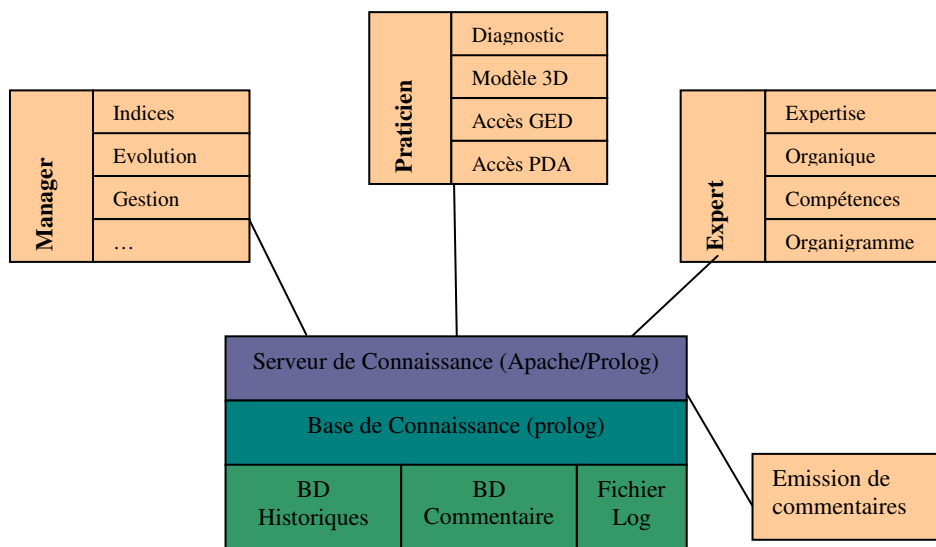 Manager
Indices
Evolution
Gestion
…
Praticien
Diagnostic
Modèle 3D
Accès GED
Accès PDA
Expert
Expertise
Organique
Compétences
Organigramme
Serveur de Connaissance (Apache/Prolog)
Base de Connaissance (prolog)
BD
Historiques
BD
Commentaire
Fichier
Log
Emission de
commentaires